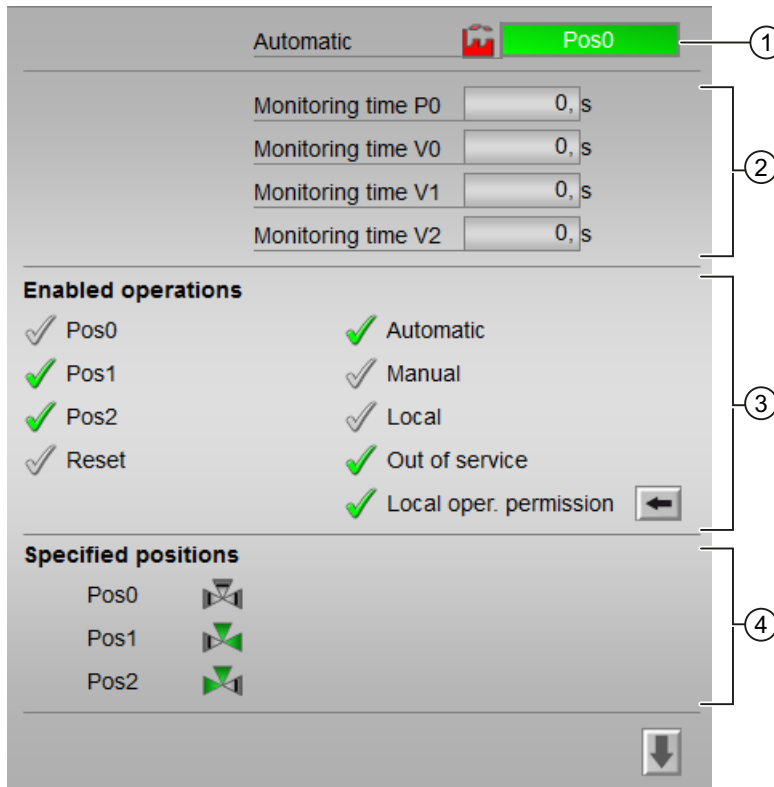 Automatic Pos0 1
Monitoring time P0 0, s
Monitoring time V0 0, s
2
Monitoring time V1 0, s
Monitoring time V2 0, s
Enabled operations
Pos0 Automatic
Pos1 Manual
3
Pos2 Local
Reset Out of service
Local oper. permission
Specified positions
Pos0
4
Pos1
Pos2